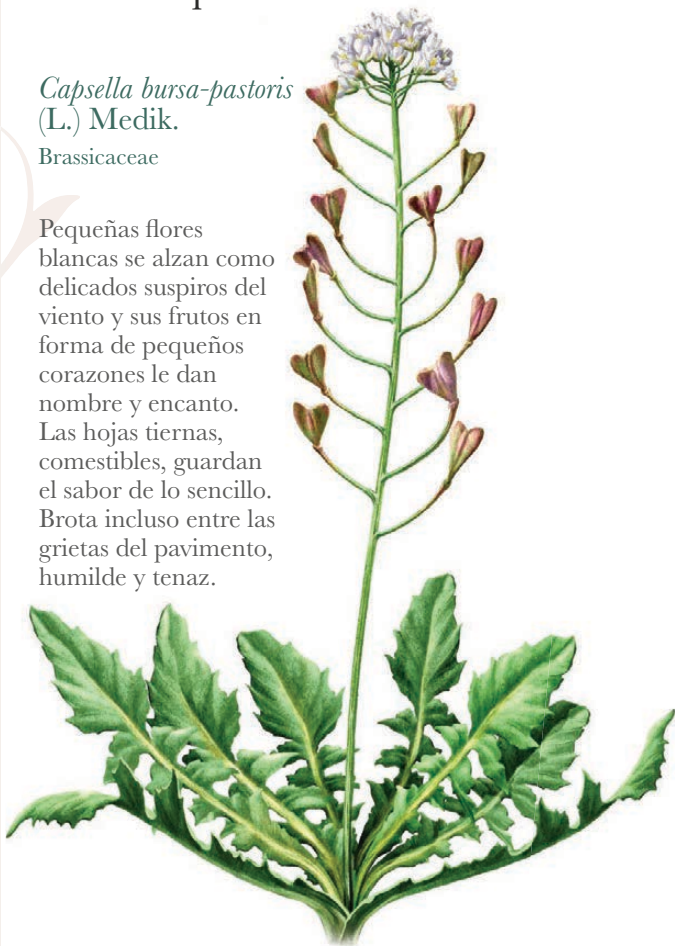 Capsella bursa-pastoris
(L.) Medik.
Brassicaceae
Pequeñas flores
blancas se alzan como
delicados suspiros del
viento y sus frutos en
forma de pequeños
corazones le dan
nombre y encanto.
Las hojas tiernas,
comestibles, guardan
el sabor de lo sencillo.
Brota incluso entre las
grietas del pavimento,
humilde y tenaz.